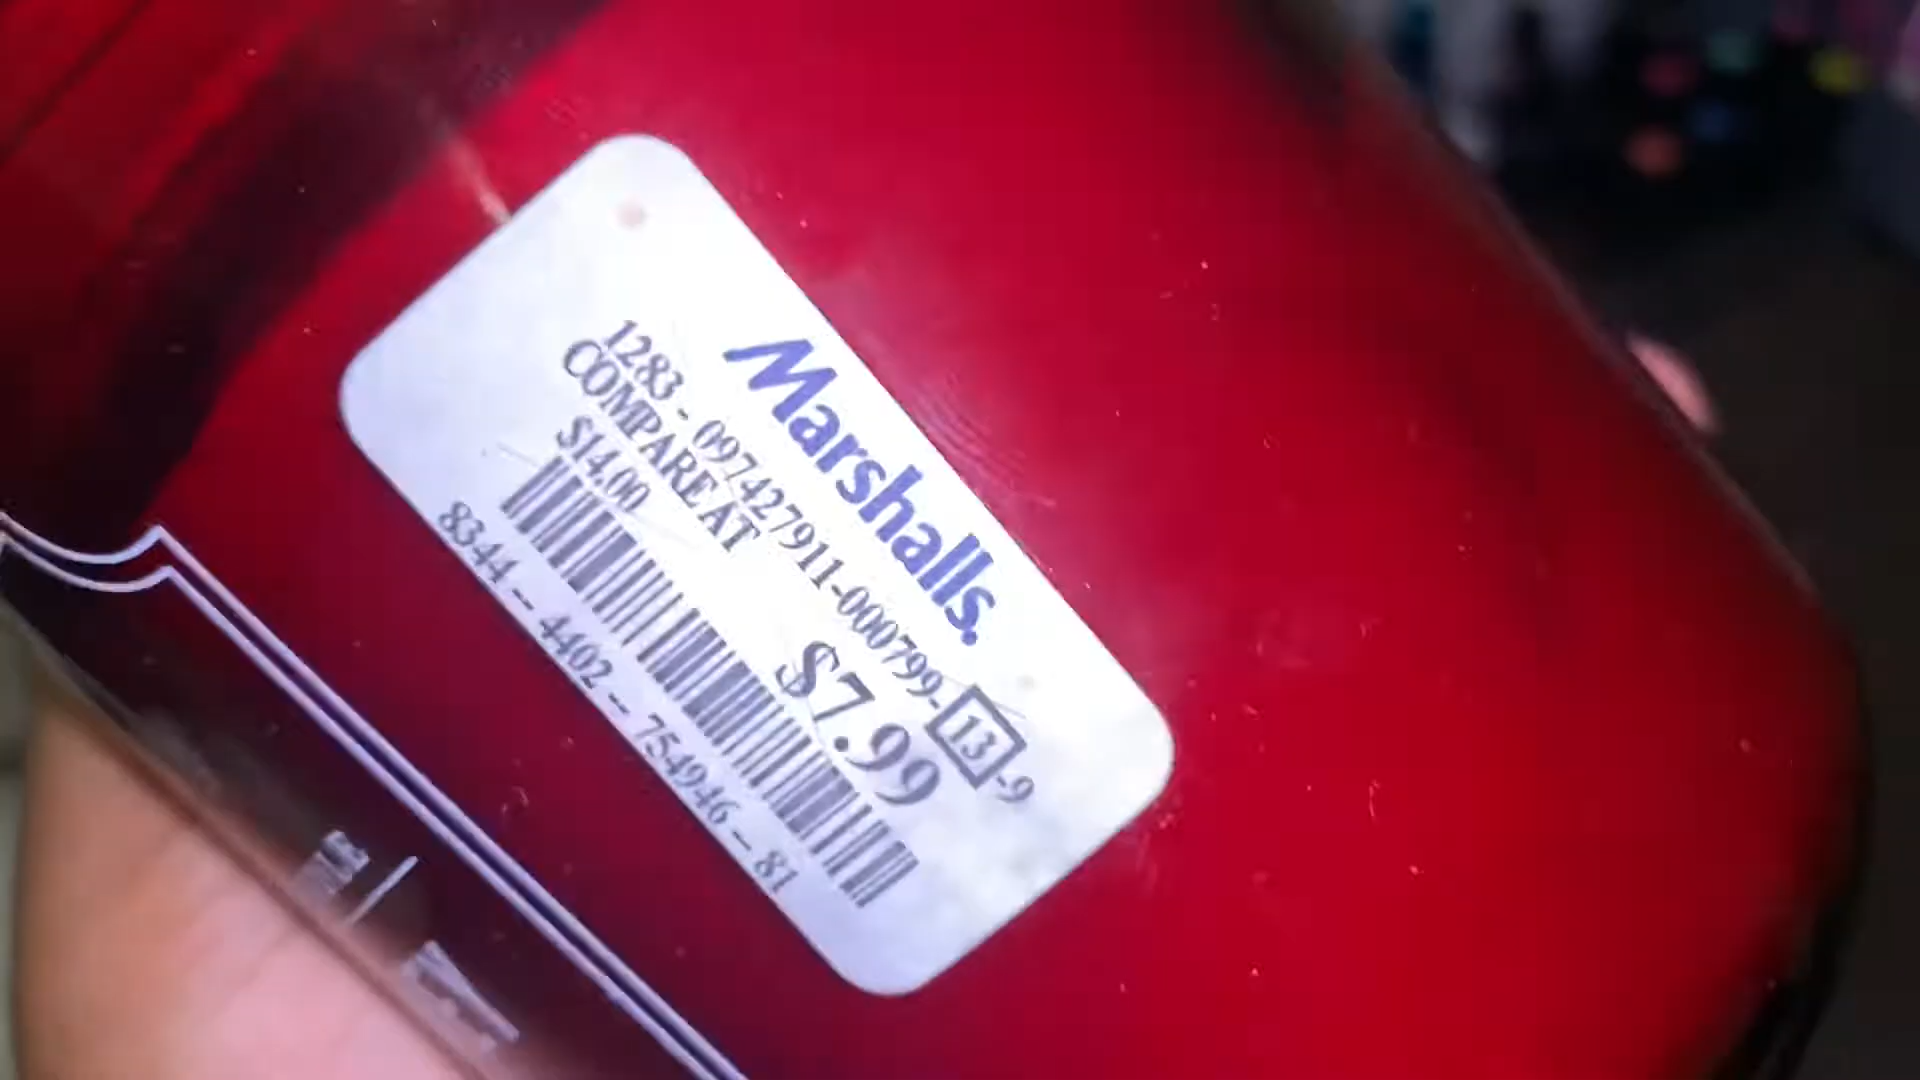 Marshalls.
1283 - 097427911-000799- 13 -9
COMPARE AT
$14.00
$7.99
8344 -- 4402 -- 754946 -- 81